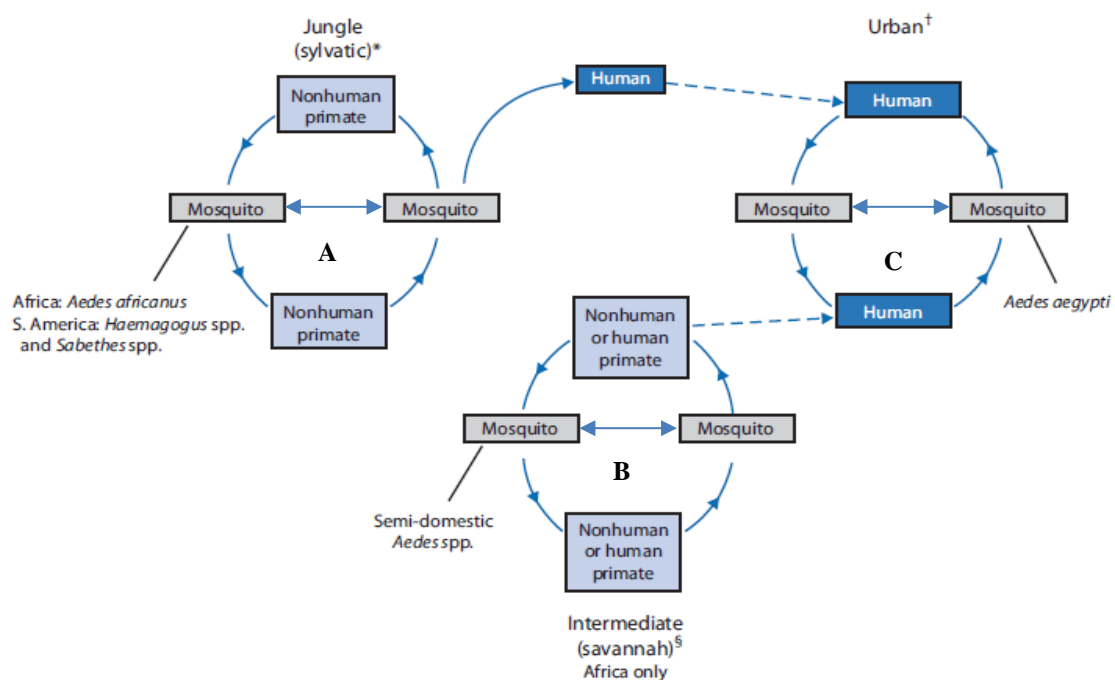 Jungle
(sylvatic)*
Nonhuman
primate
Mosquito
Mosquito
A
Nonhuman
primate
Africa: Aedes africanus
S. America: Haemagogus spp.
and Sabethes spp.
Human
Urban†
Human
Mosquito
Mosquito
C
Human
Aedes aegypti
Nonhuman
or human
primate
Mosquito
Mosquito
B
Semi-domestic
Aedes spp.
Nonhuman
or human
primate
Intermediate
(savannah)§
Africa only